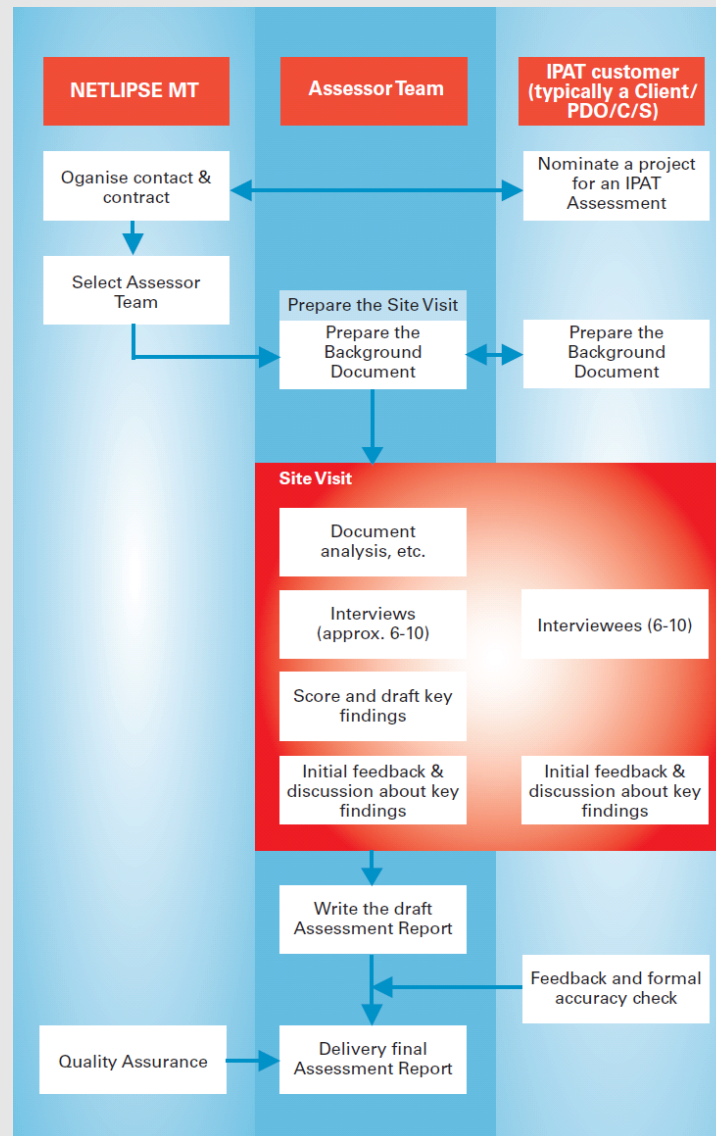 NETLIPSE MT
Assessor Team
IPAT customer
(typically a Client/
PDO/C/S)
Oganise contact &
contract
Nominate a project
for an IPAT
Assessment
Select Assessor
Team
Prepare the Site Visit
Prepare the
Background
Document
Prepare the
Background
Document
Site Visit
Document
analysis, etc.
Interviews
(approx. 6-10)
Interviewees (6-10)
Score and draft key
findings
Initial feedback &
discussion about key
findings
Initial feedback &
discussion about key
findings
Write the draft
Assessment Report
Feedback and formal
accuracy check
Quality Assurance
Delivery final
Assessment Report